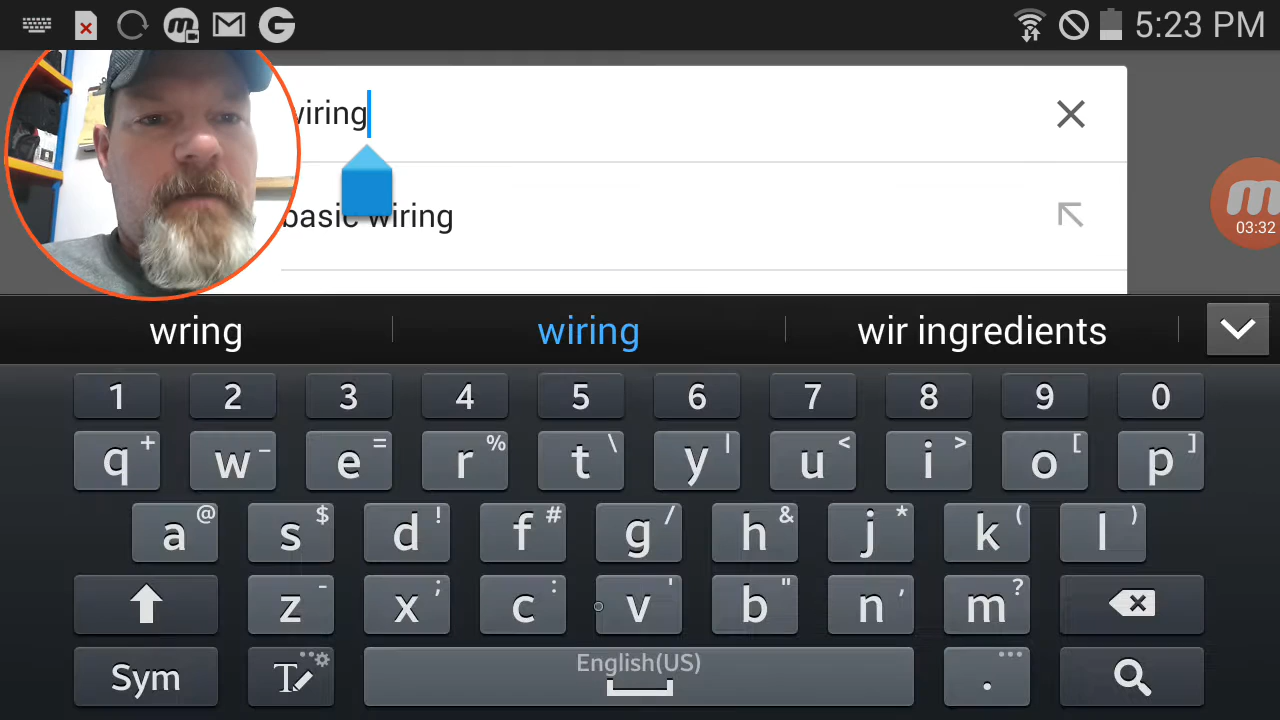 5:23 PM
wiring
basic wiring
03:32
wring wiring wir ingredients
1 2 3 4 5 6 7 8 9 0
q + w - e = r % t \ y | u < i > o [ p ]
a @ s $ d ! f # g / h & j * k ( l )
z - x ; c : v ' b " n , m ?
Sym T English(US) .